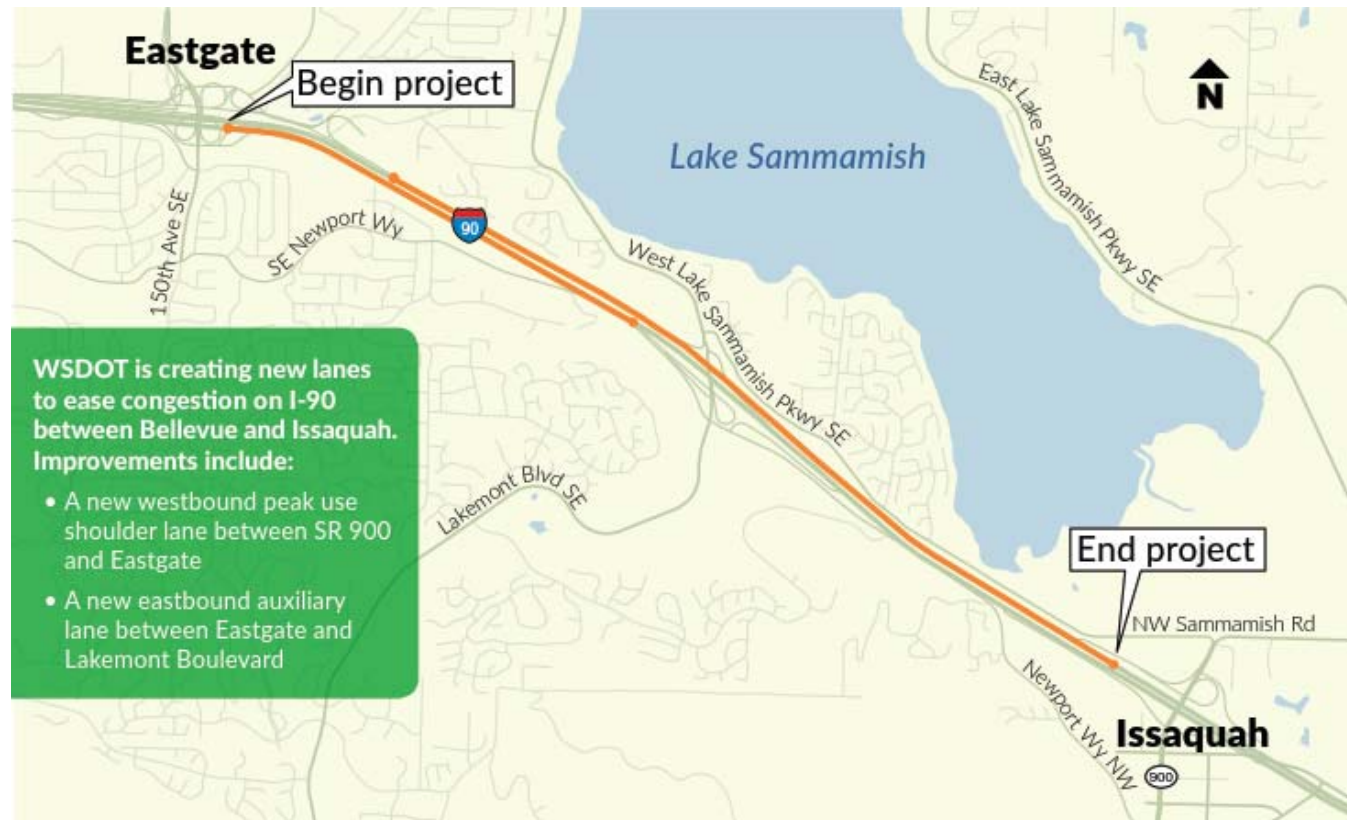 Eastgate
Begin project
N
East Lake Sammamish Pkwy SE
Lake Sammamish
150th Ave SE
SE Newport Wy
90
West Lake Sammamish Pkwy SE
WSDOT is creating new lanes
to ease congestion on I-90
between Bellevue and Issaquah.
Improvements include:
• A new westbound peak use
shoulder lane between SR 900
and Eastgate
• A new eastbound auxiliary
lane between Eastgate and
Lakemont Boulevard
Lakemont Blvd SE
End project
NW Sammamish Rd
Newport Wy NW
Issaquah
900